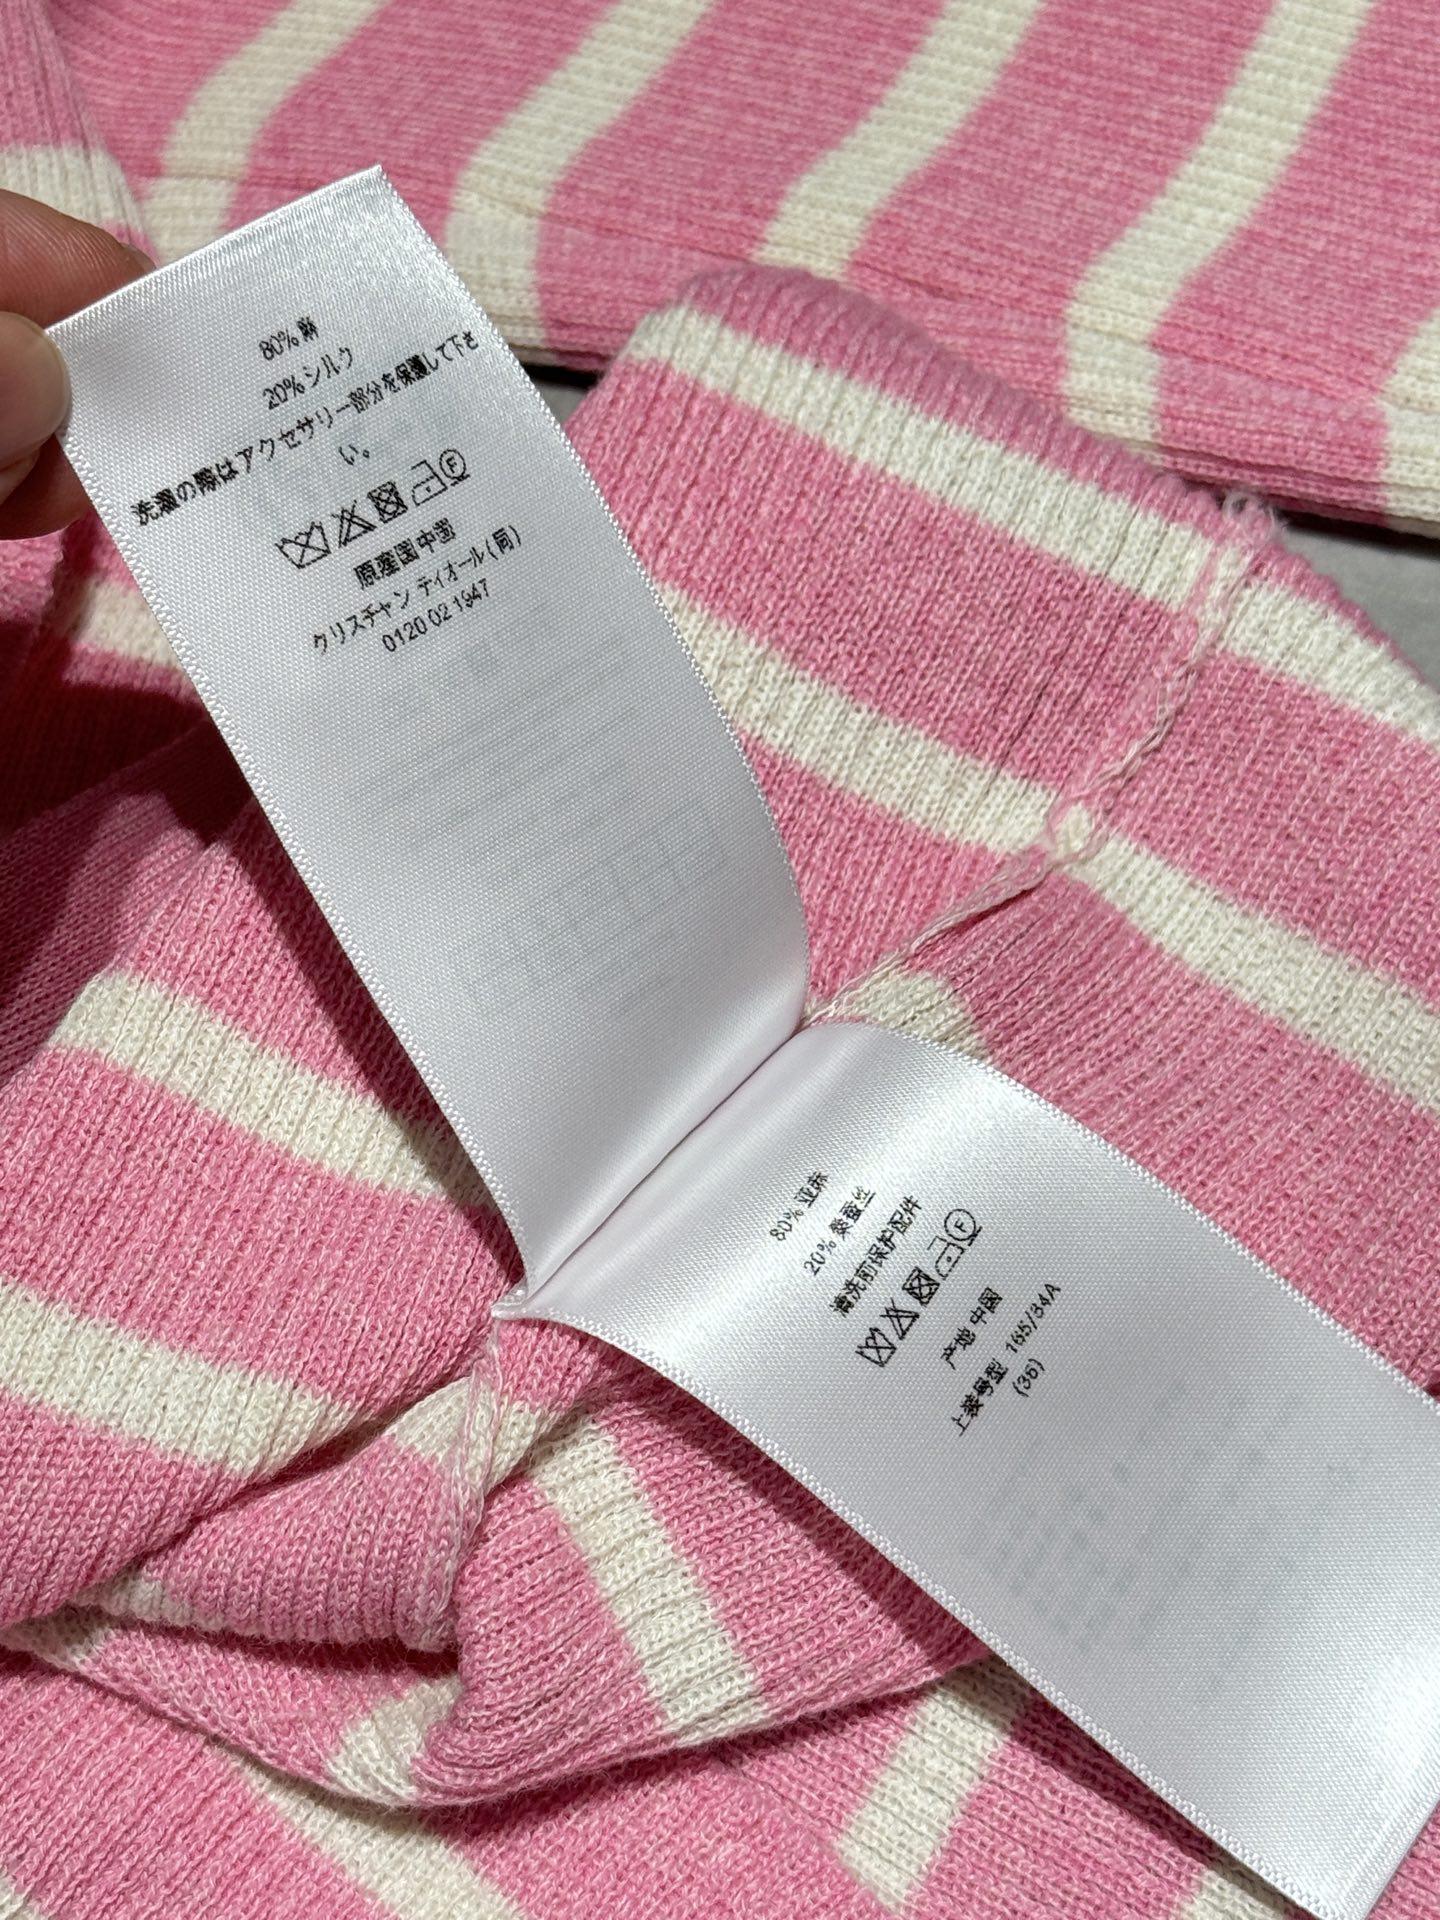 80% 麻
20% シルク
洗濯の際はアクセサリー部分を保護して下さ
い。
原産国中国
クリスチャン ディオール(同)
0120 02 1947
80% 亚麻
20% 桑蚕丝
清洗前保护配件
产地 中国
上装号型 165/84A
(36)